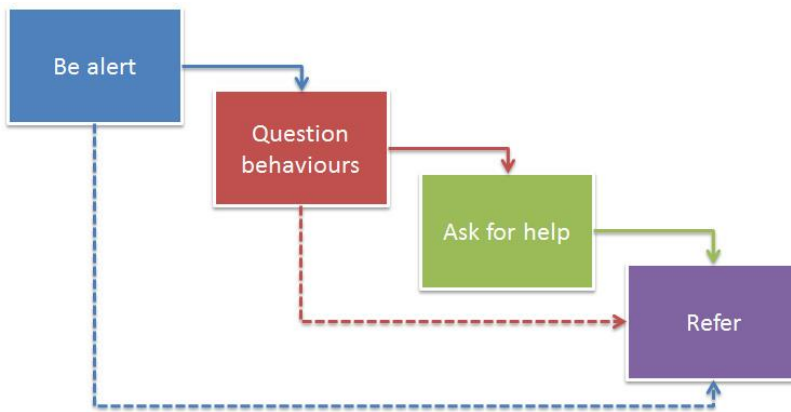 Be alert
Question
behaviours
Ask for help
Refer